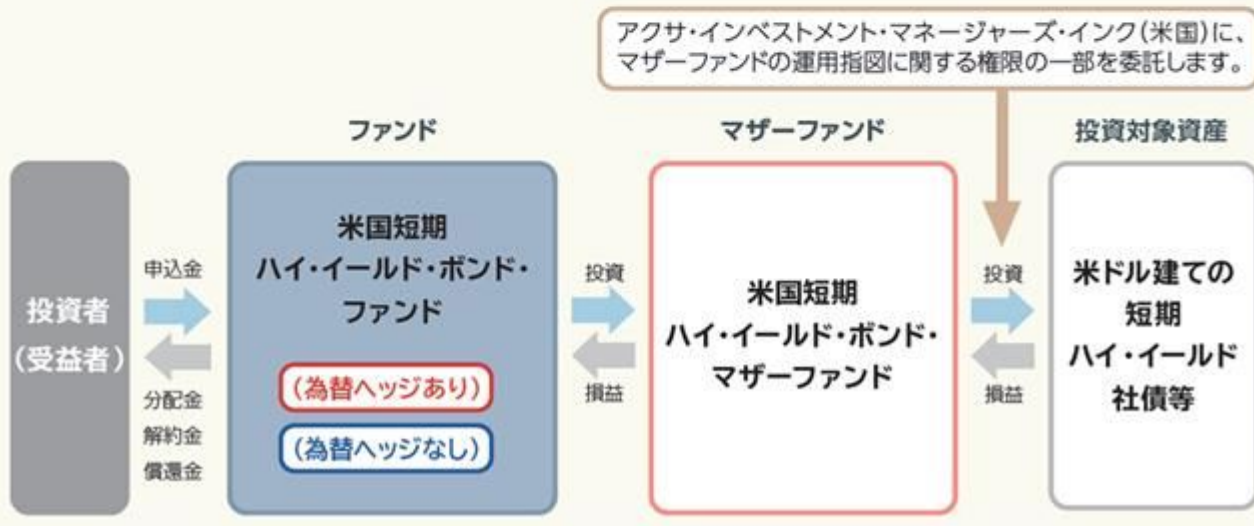 アクサ・インベストメント・マネージャーズ・インク(米国)に、
マザーファンドの運用指図に関する権限の一部を委託します。
ファンド
マザーファンド
投資対象資産
投資者
(受益者)
申込金
分配金
解約金
償還金
米国短期
ハイ・イールド・ボンド・
ファンド
(為替ヘッジあり)
(為替ヘッジなし)
投資
損益
米国短期
ハイ・イールド・ボンド・
マザーファンド
投資
損益
米ドル建ての
短期
ハイ・イールド
社債等